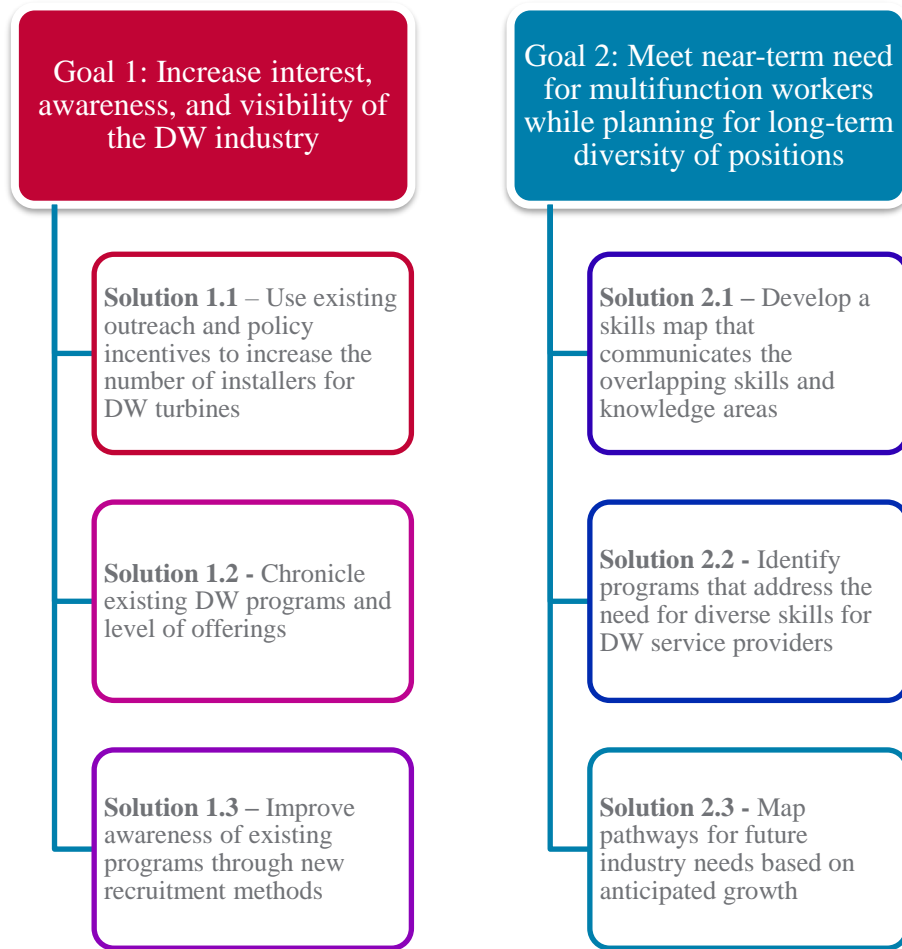 Goal 1: Increase interest,
awareness, and visibility of
the DW industry
Solution 1.1 – Use existing
outreach and policy
incentives to increase the
number of installers for
DW turbines
Solution 1.2 - Chronicle
existing DW programs and
level of offerings
Solution 1.3 – Improve
awareness of existing
programs through new
recruitment methods
Goal 2: Meet near-term need
for multifunction workers
while planning for long-term
diversity of positions
Solution 2.1 – Develop a
skills map that
communicates the
overlapping skills and
knowledge areas
Solution 2.2 - Identify
programs that address the
need for diverse skills for
DW service providers
Solution 2.3 - Map
pathways for future
industry needs based on
anticipated growth